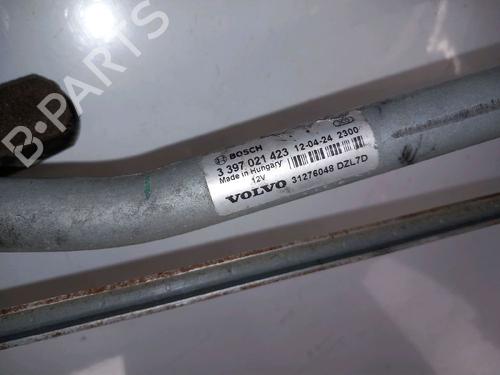 B-PARTS
BOSCH
3 397 021 423 12-04-24 2300
Made in Hungary
12V
VOLVO 31276048 DZL7D